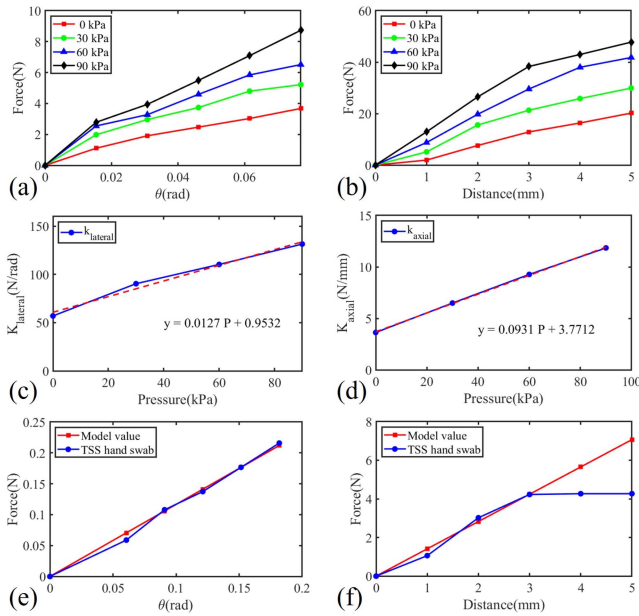 10
8
6
4
2
0
Force(N)
0 kPa
30 kPa
60 kPa
90 kPa
0.02
0.04
0.06
θ(rad)
(a)
60
40
20
0
Force(N)
0 kPa
30 kPa
60 kPa
90 kPa
0 1 2 3 4 5
Distance(mm)
(b)
150
100
50
0
K_lateral(N/rad)
k_lateral
y = 0.0127 P + 0.9532
0 20 40 60 80
Pressure(kPa)
(c)
15
10
5
0
K_axial(N/mm)
k_axial
y = 0.0931 P + 3.7712
0 20 40 60 80 100
Pressure(kPa)
(d)
0.25
0.2
0.15
0.1
0.05
0
Force(N)
Model value
TSS hand swab
0 0.05 0.1 0.15 0.2
θ(rad)
(e)
8
6
4
2
0
Force(N)
Model value
TSS hand swab
0 1 2 3 4 5
Distance(mm)
(f)